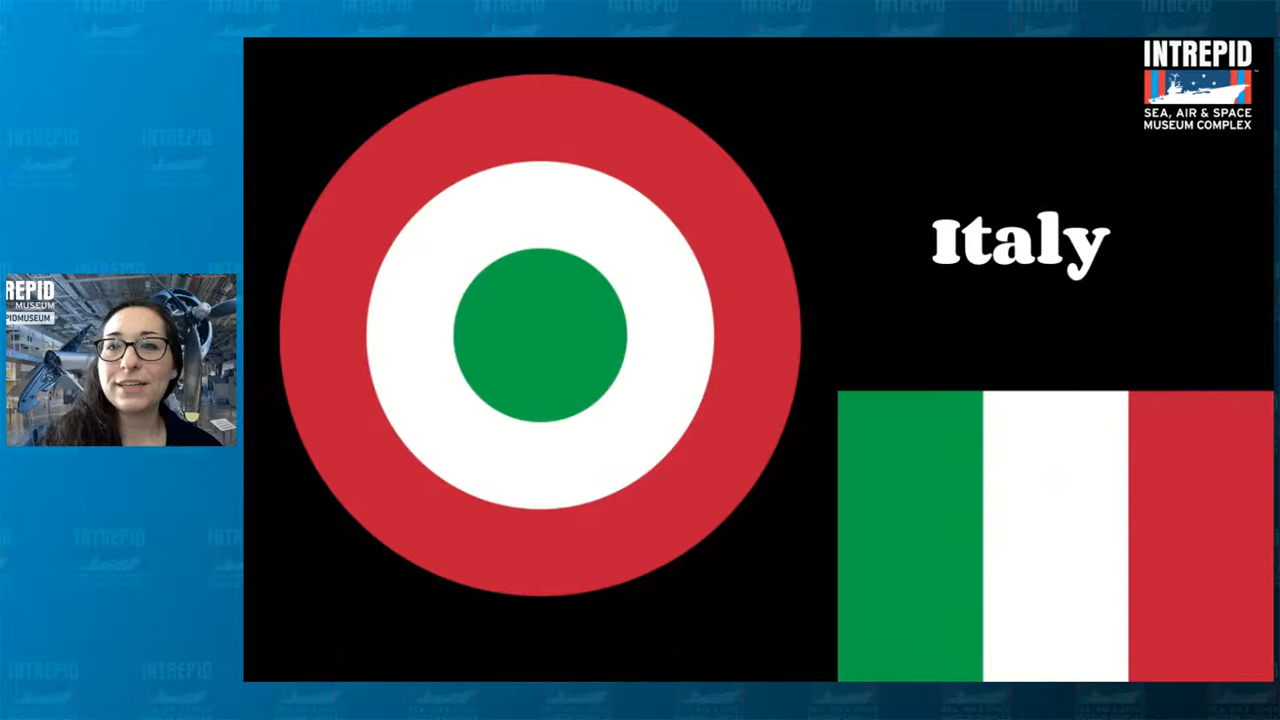 INTREPID
SEA, AIR & SPACE
MUSEUM COMPLEX
Italy
REPID
MUSEUM
PIDMUSEUM